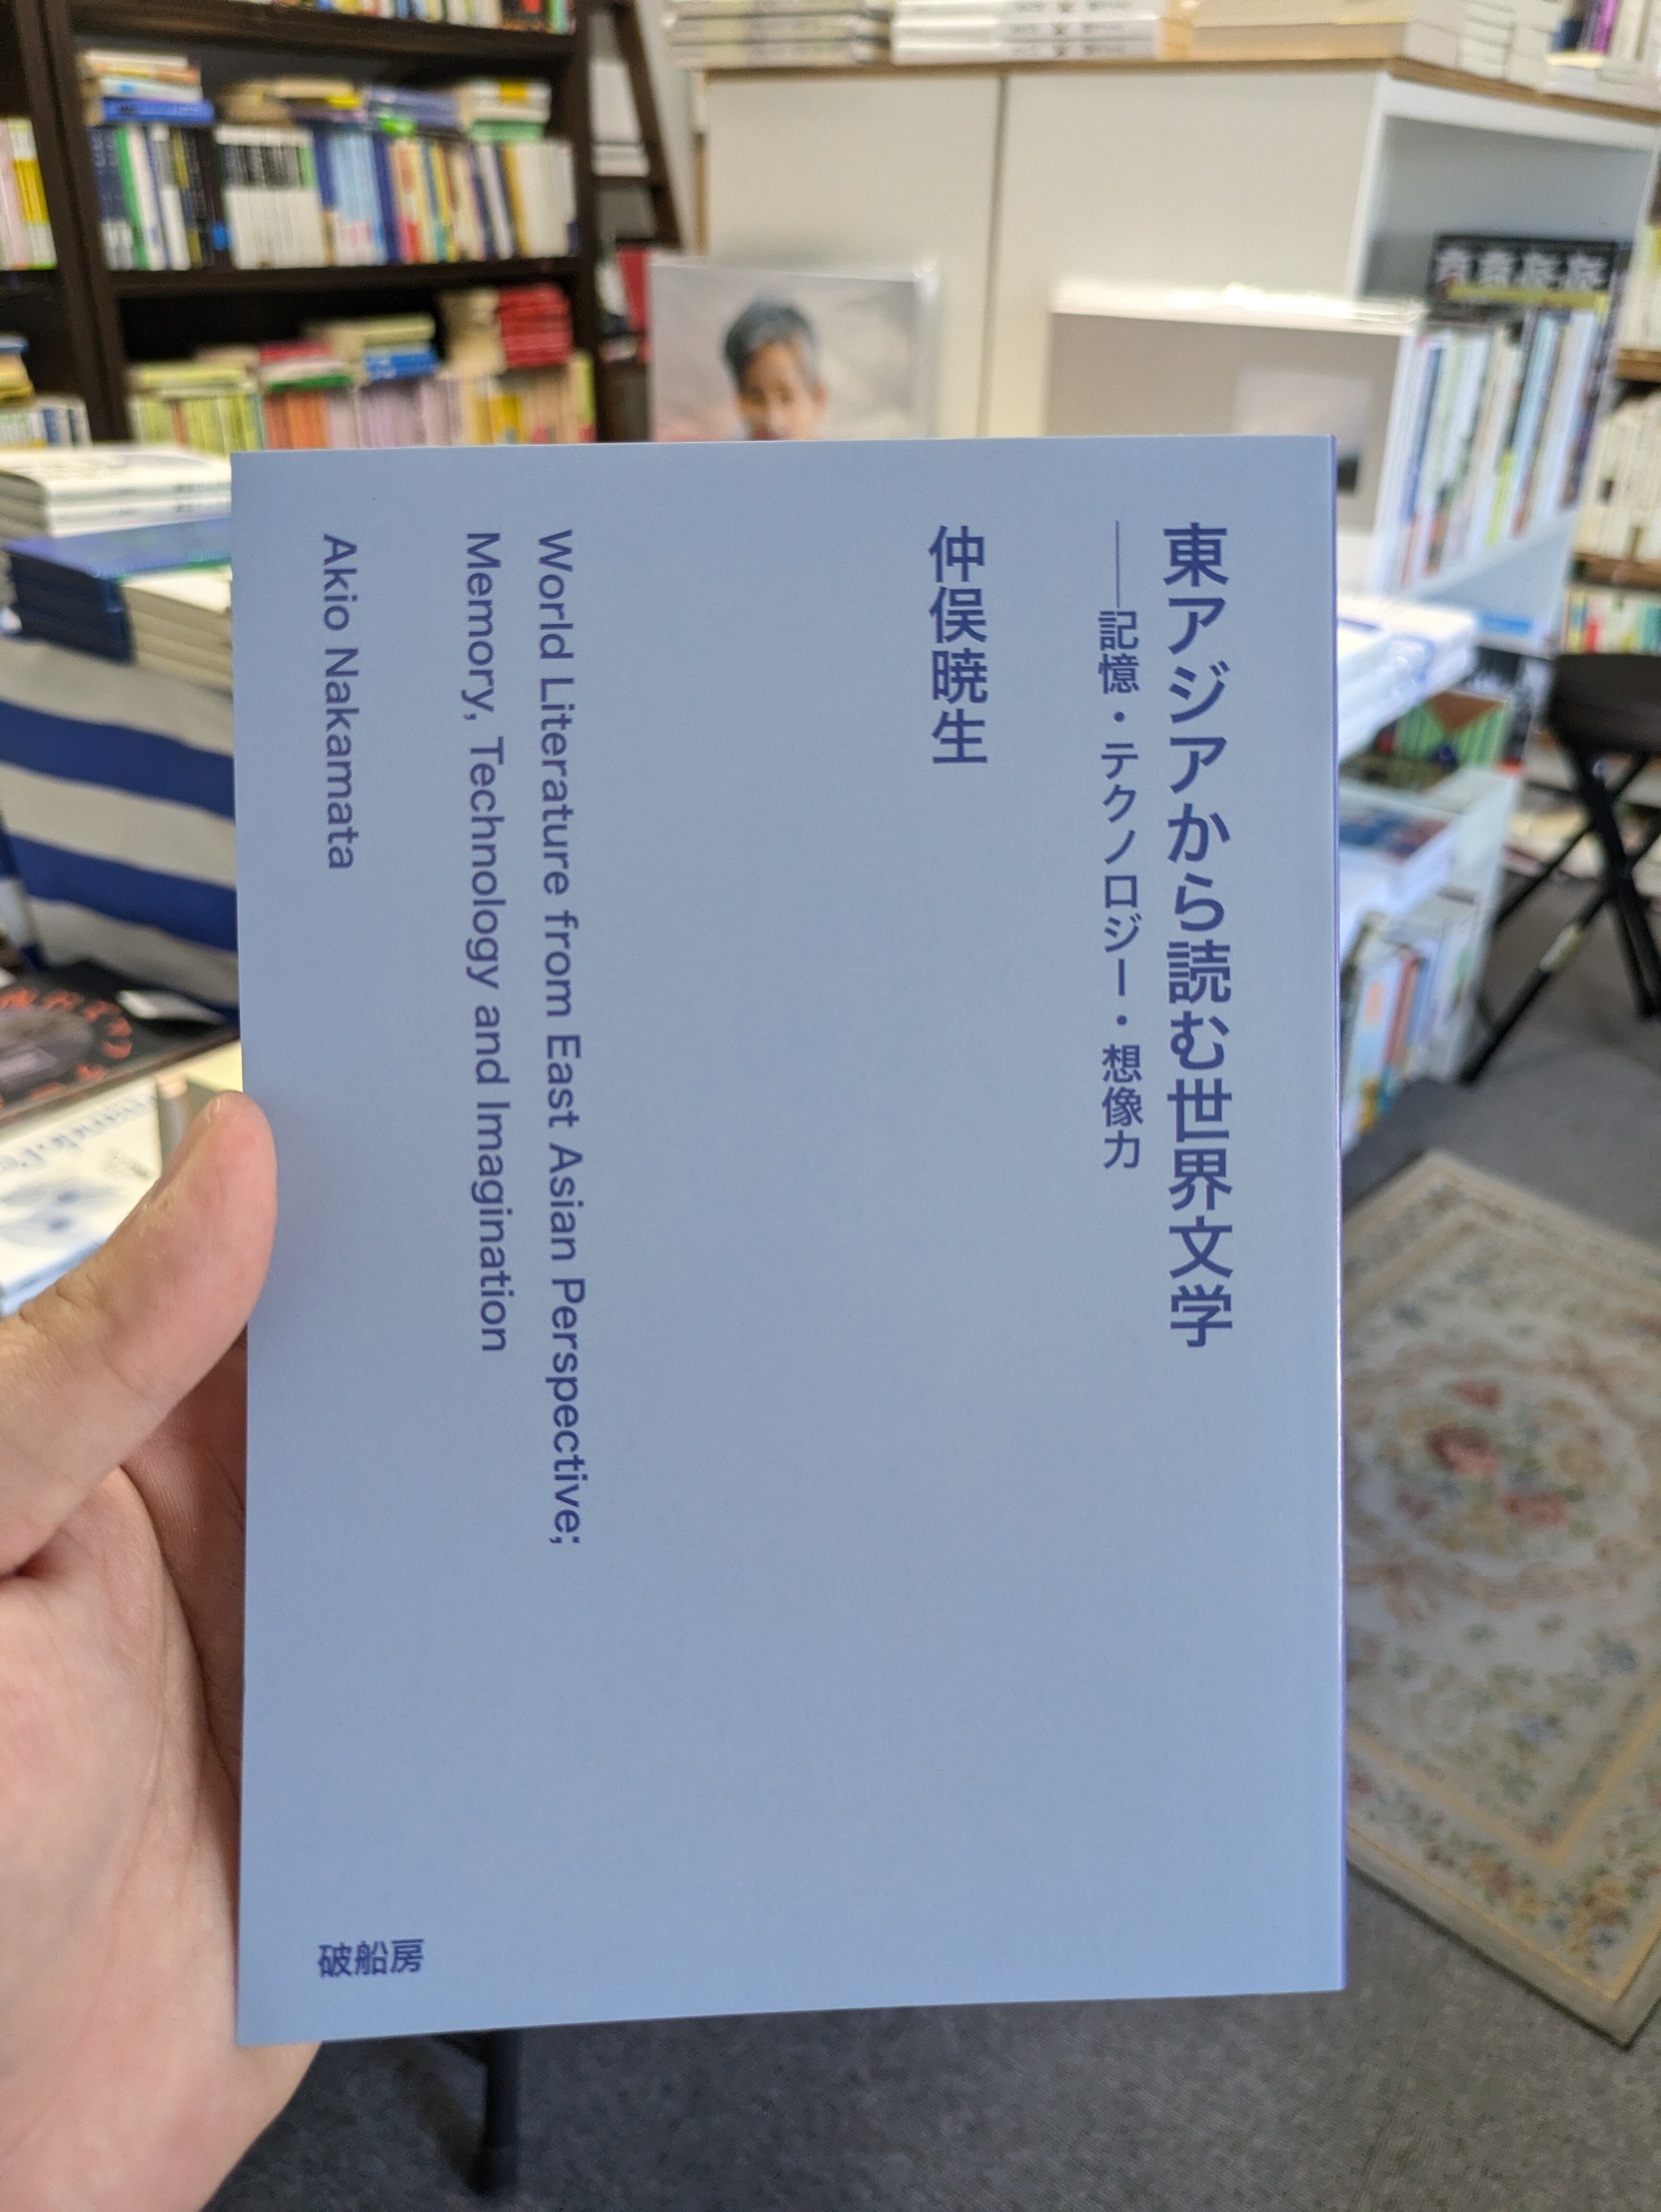 東アジアから読む世界文学
──記憶・テクノロジー・想像力
仲俣暁生
World Literature from East Asian Perspective;
Memory, Technology and Imagination
Akio Nakamata
破船房